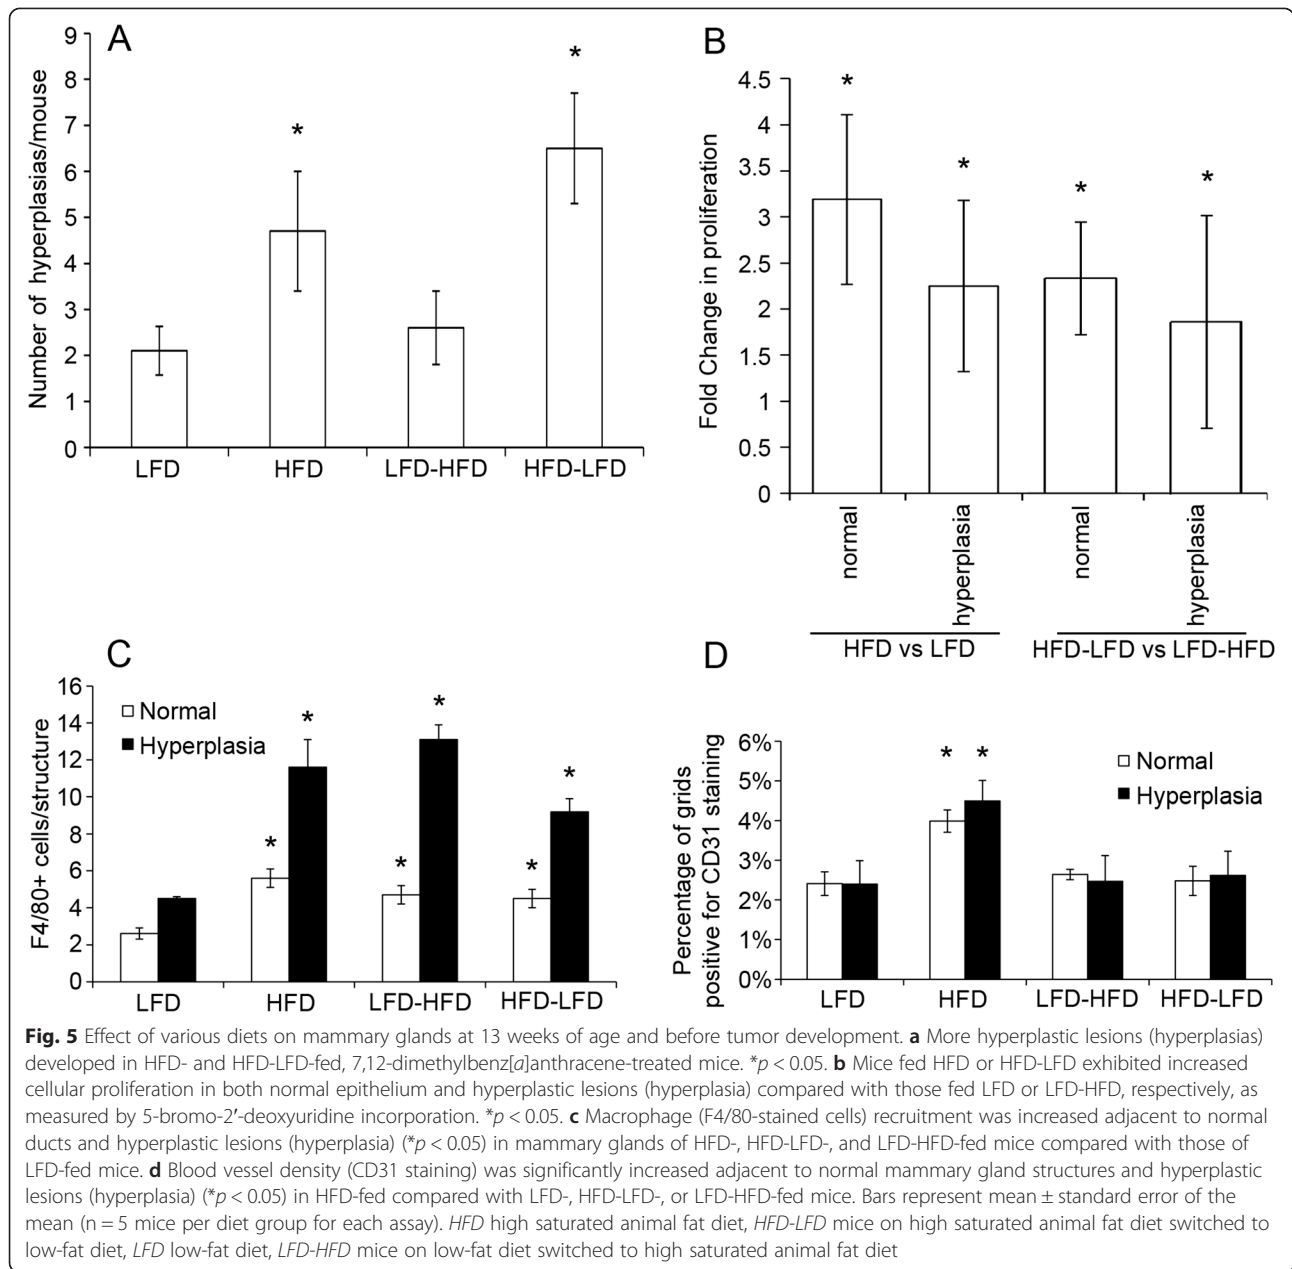 A
9
8
7
6
5
4
3
2
1
0
Number of hyperplasias/mouse
*
*
LFD
HFD
LFD-HFD
HFD-LFD
B
4.5
4
3.5
3
2.5
2
1.5
1
0.5
0
Fold Change in proliferation
*
*
*
*
normal
hyperplasia
normal
hyperplasia
HFD vs LFD
HFD-LFD vs LFD-HFD
C
16
14
12
10
8
6
4
2
0
F4/80+ cells/structure
Normal
Hyperplasia
*
*
*
*
*
*
LFD
HFD
LFD-HFD
HFD-LFD
D
6%
5%
4%
3%
2%
1%
0%
Percentage of grids
positive for CD31 staining
* *
Normal
Hyperplasia
LFD
HFD
LFD-HFD
HFD-LFD
Fig. 5 Effect of various diets on mammary glands at 13 weeks of age and before tumor development. a More hyperplastic lesions (hyperplasias)
developed in HFD- and HFD-LFD-fed, 7,12-dimethylbenz[a]anthracene-treated mice. *p < 0.05. b Mice fed HFD or HFD-LFD exhibited increased
cellular proliferation in both normal epithelium and hyperplastic lesions (hyperplasia) compared with those fed LFD or LFD-HFD, respectively, as
measured by 5-bromo-2′-deoxyuridine incorporation. *p < 0.05. c Macrophage (F4/80-stained cells) recruitment was increased adjacent to normal
ducts and hyperplastic lesions (hyperplasia) (*p < 0.05) in mammary glands of HFD-, HFD-LFD-, and LFD-HFD-fed mice compared with those of
LFD-fed mice. d Blood vessel density (CD31 staining) was significantly increased adjacent to normal mammary gland structures and hyperplastic
lesions (hyperplasia) (*p < 0.05) in HFD-fed compared with LFD-, HFD-LFD-, or LFD-HFD-fed mice. Bars represent mean ± standard error of the
mean (n = 5 mice per diet group for each assay). HFD high saturated animal fat diet, HFD-LFD mice on high saturated animal fat diet switched to
low-fat diet, LFD low-fat diet, LFD-HFD mice on low-fat diet switched to high saturated animal fat diet